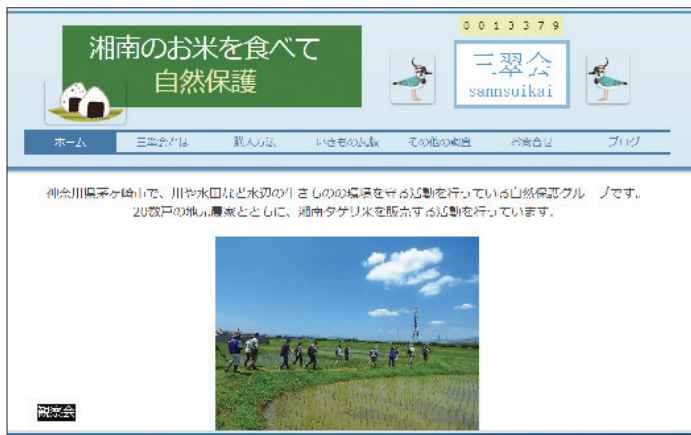 0013379
湘南のお米を食べて
自然保護
三翠会
sannsuikai
ホーム 三翠会とは 購入方法 いきもの元気 その他の調査 お問合せ ブログ
神奈川県茅ヶ崎市で、川や水田など水辺の生きものの環境を守る活動を行っている自然保護グループです。
20数戸の地元農家とともに、湘南タゲリ米を販売する活動を行っています。
観察会